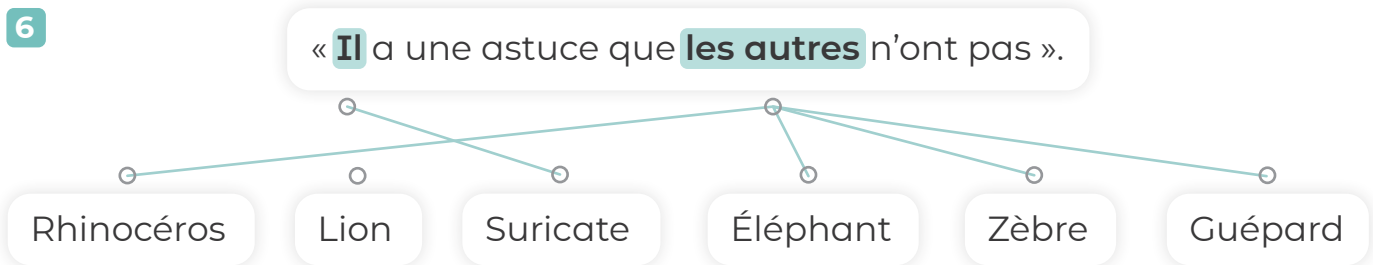 6
« Il a une astuce que les autres n’ont pas ».
Rhinocéros Lion Suricate Éléphant Zèbre Guépard